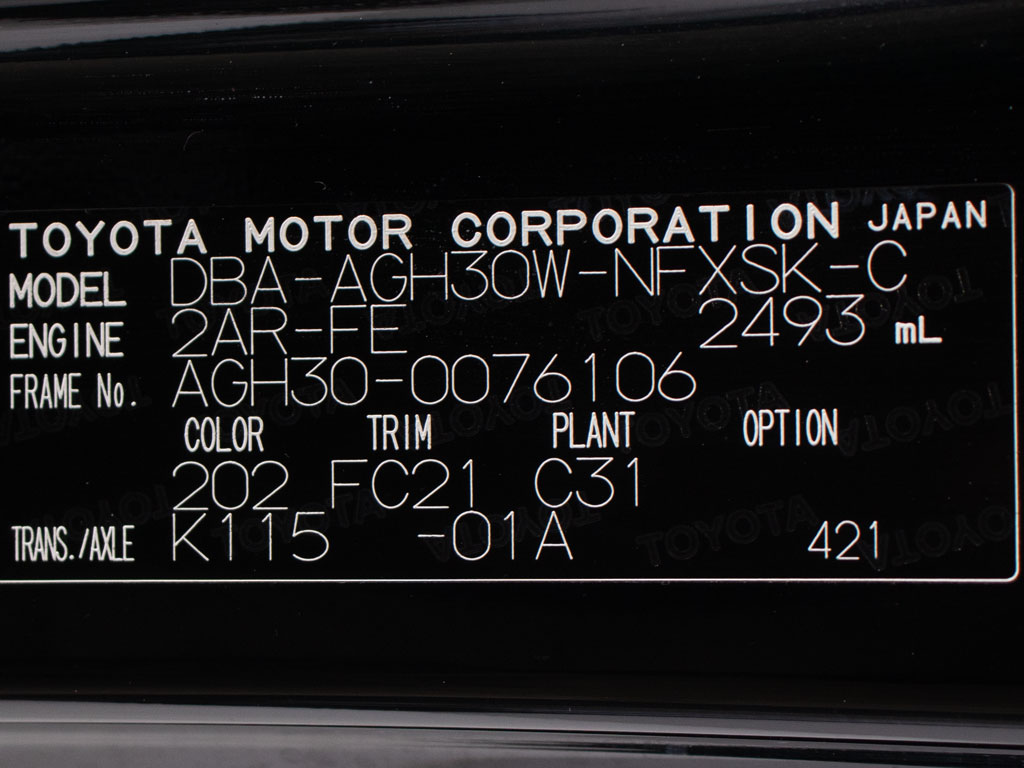 TOYOTA MOTOR CORPORATION JAPAN
MODEL DBA-AGH30W-NFXSK-C
ENGINE 2AR-FE 2493 mL
FRAME No. AGH30-0076106
COLOR TRIM PLANT OPTION
202 FC21 C31
TRANS./AXLE K115 -01A 421